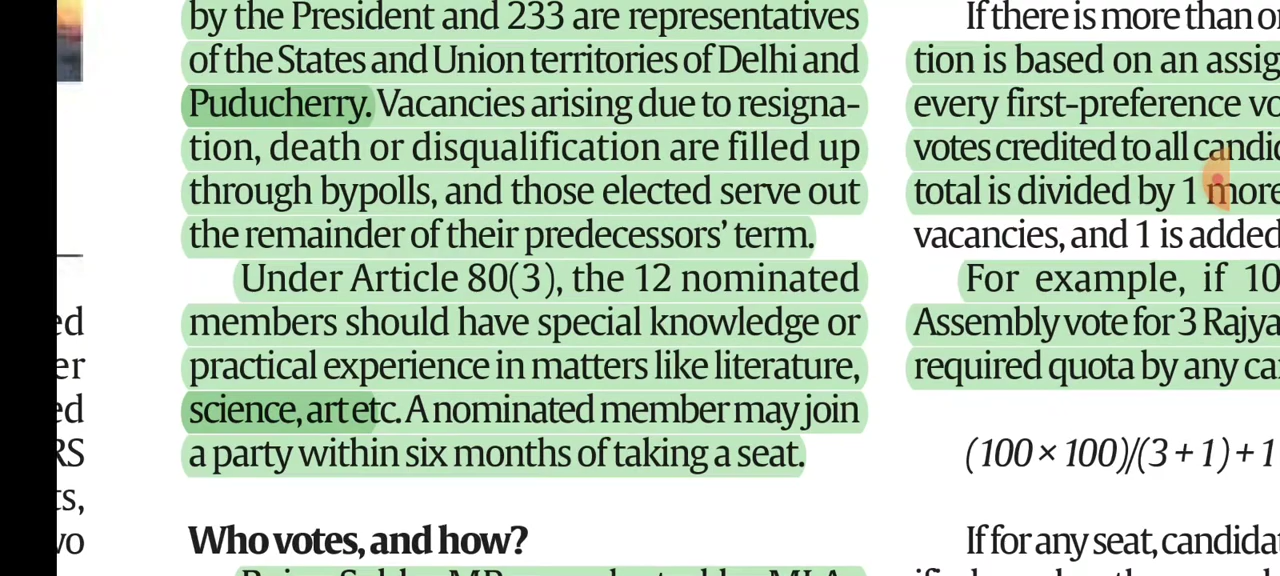 by the President and 233 are representatives
of the States and Union territories of Delhi and
Puducherry. Vacancies arising due to resigna-
tion, death or disqualification are filled up
through bypolls, and those elected serve out
the remainder of their predecessors' term.
Under Article 80(3), the 12 nominated
members should have special knowledge or
practical experience in matters like literature,
science, art etc. A nominated member may join
a party within six months of taking a seat.
Who votes, and how?
If there is more than
tion is based on an
every first-preference
votes credited to all
total is divided by 1 more
vacancies, and 1 is added
For example, if 10
Assembly vote for 3 Rajya
required quota by any
(100 × 100)/(3 + 1) + 1
If for any seat,